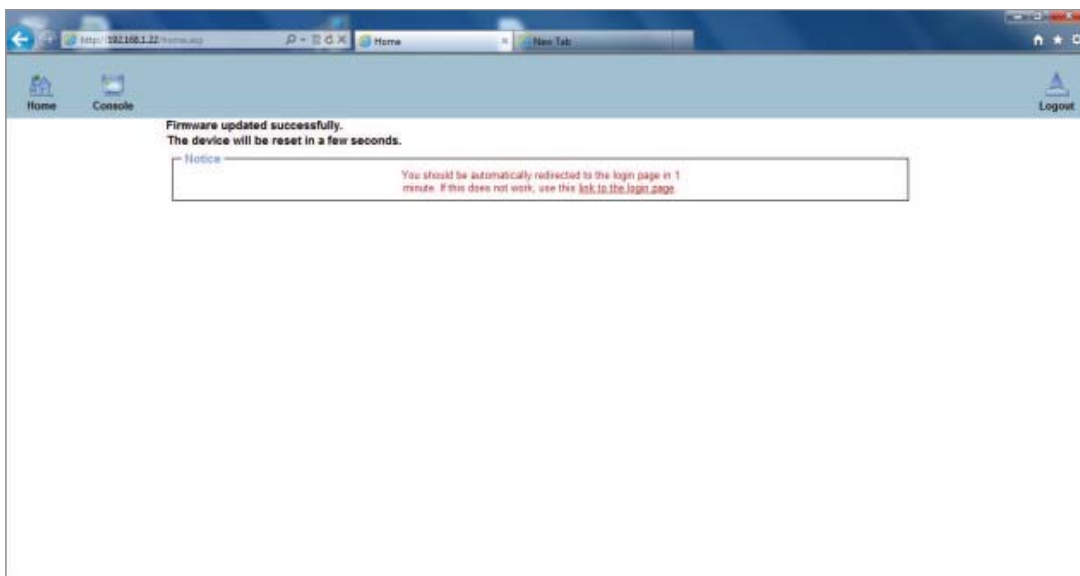 http://192.168.1.22/home.asp
Home
New Tab
Home
Console
Logout
Firmware updated successfully.
The device will be reset in a few seconds.
Notice
You should be automatically redirected to the login page in 1
minute. If this does not work, use this link to the login page.